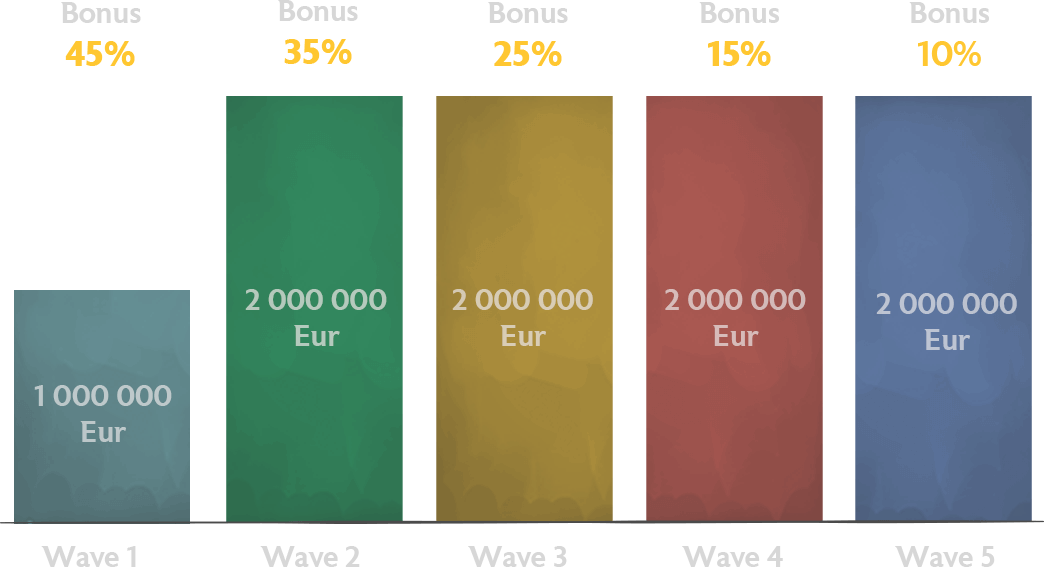 Bonus Bonus Bonus Bonus Bonus
45% 35% 25% 15% 10%
2 000 000 2 000 000 2 000 000 2 000 000
Eur Eur Eur Eur
1 000 000
Eur
Wave 1 Wave 2 Wave 3 Wave 4 Wave 5